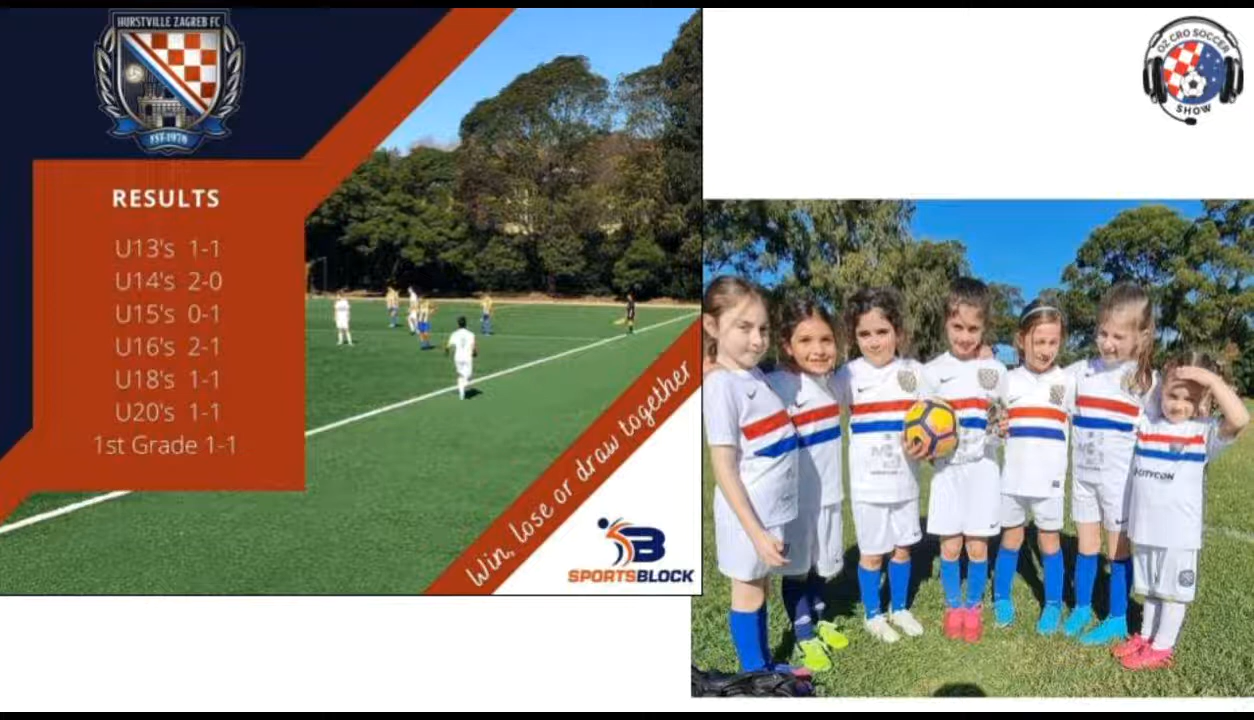 HURSTVILLE ZAGREB FC
EST·1976
RESULTS
U13's 1-1
U14's 2-0
U15's 0-1
U16's 2-1
U18's 1-1
U20's 1-1
1st Grade 1-1
Win, lose or draw together
B
SPORTSBLOCK
OZ CRO SOCCER
SHOW